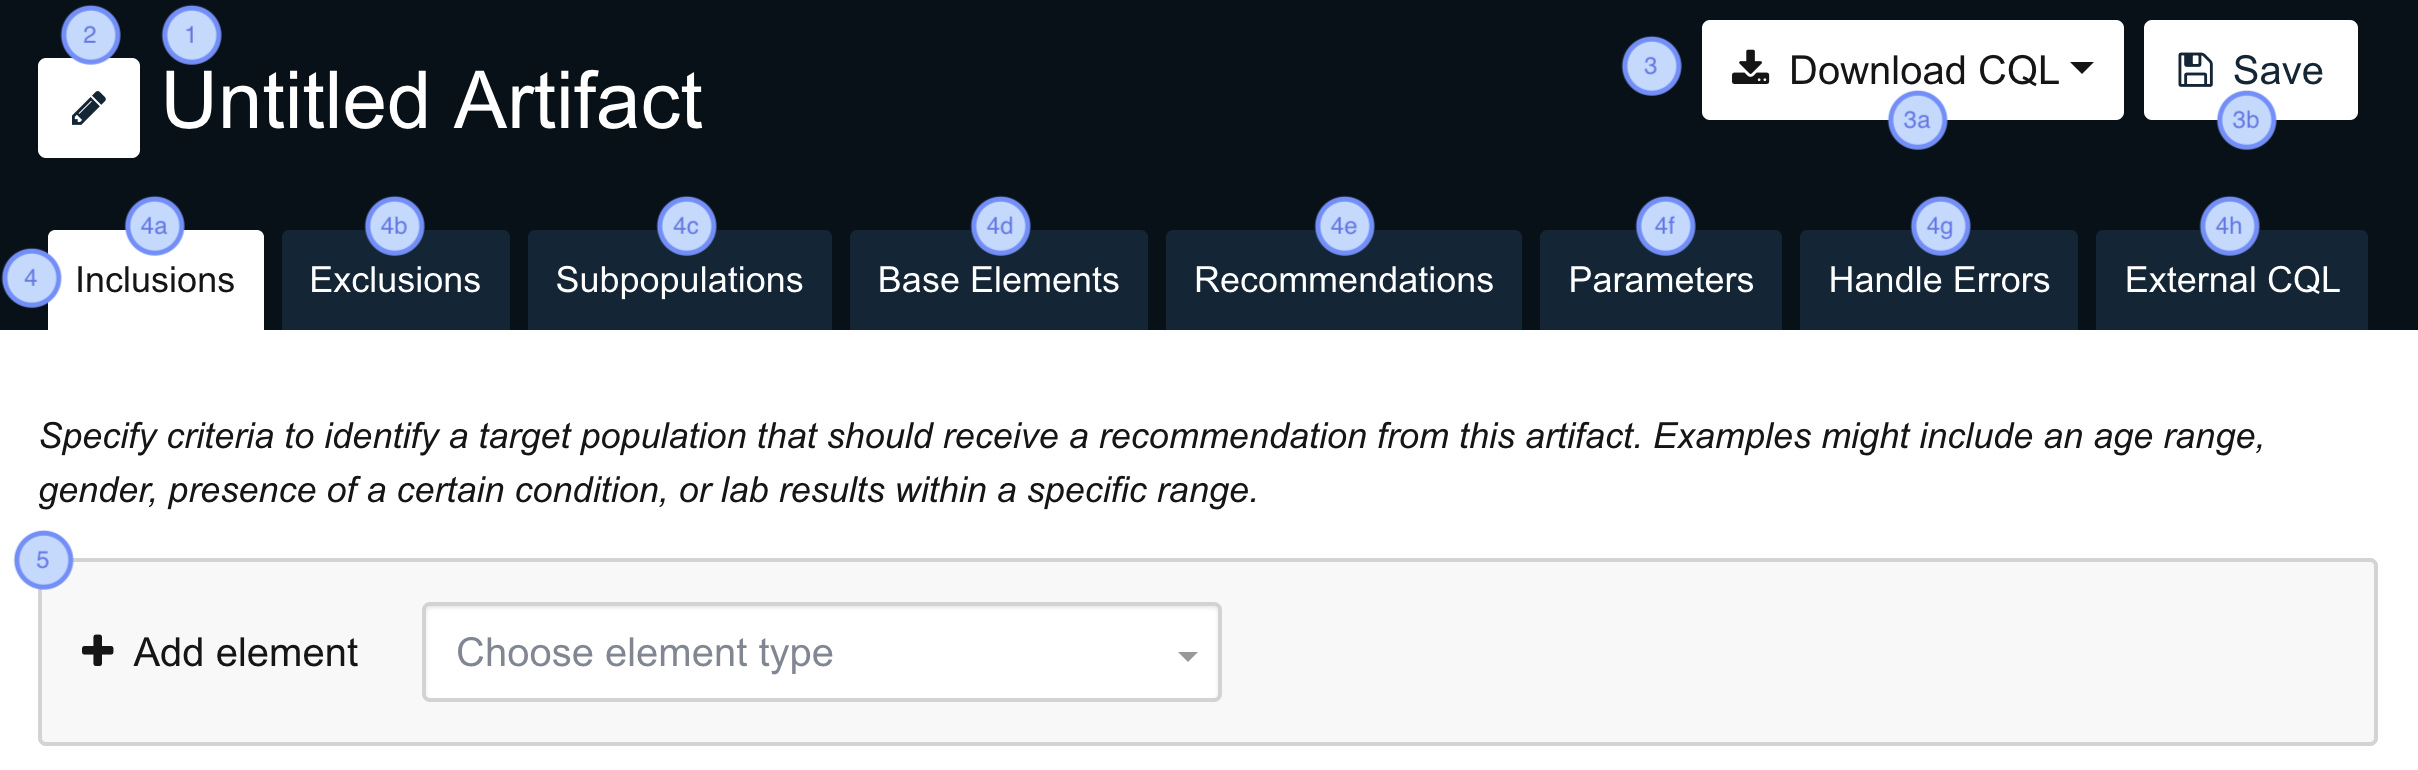 2
1
Untitled Artifact
3
Download CQL
3a
Save
3b
4
4a
Inclusions
4b
Exclusions
4c
Subpopulations
4d
Base Elements
4e
Recommendations
4f
Parameters
4g
Handle Errors
4h
External CQL
Specify criteria to identify a target population that should receive a recommendation from this artifact. Examples might include an age range,
gender, presence of a certain condition, or lab results within a specific range.
5
Add element
Choose element type